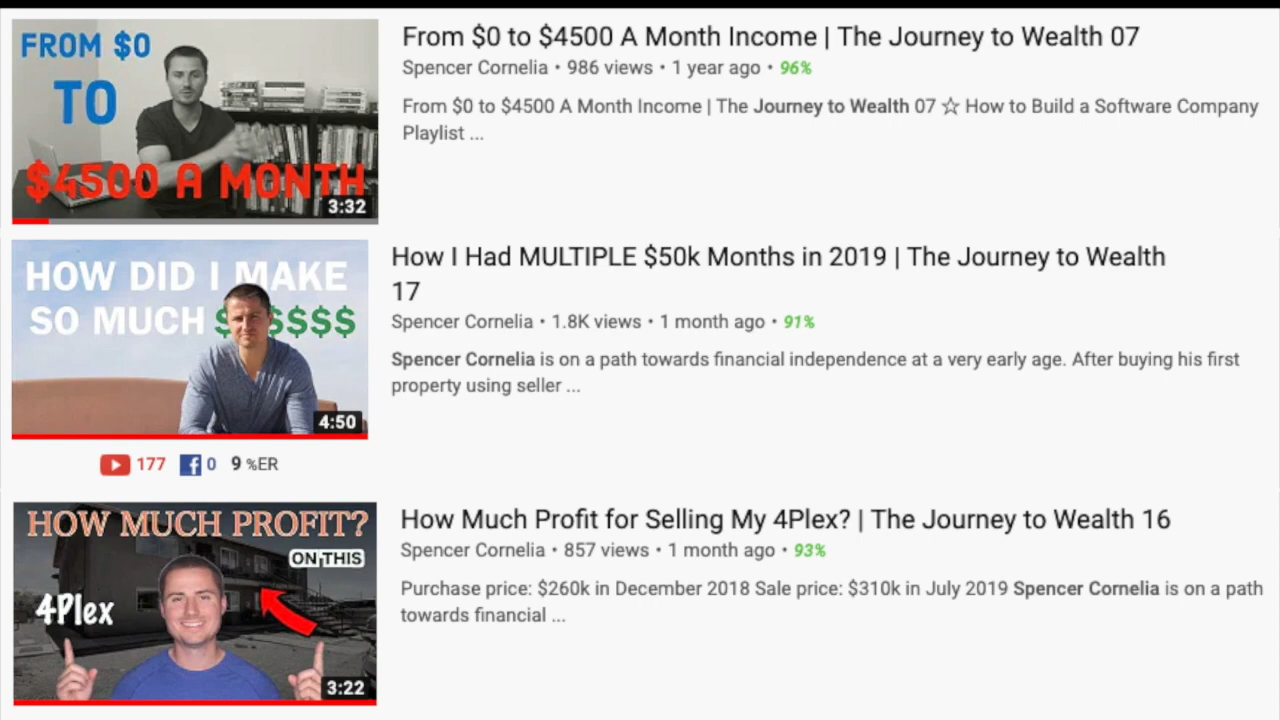 FROM $0
TO
$4500 A MONTH
3:32
From $0 to $4500 A Month Income | The Journey to Wealth 07
Spencer Cornelia • 986 views • 1 year ago • 96%
From $0 to $4500 A Month Income | The Journey to Wealth 07 ☆ How to Build a Software Company
Playlist ...
HOW DID I MAKE
SO MUCH $$$$$
4:50
How I Had MULTIPLE $50k Months in 2019 | The Journey to Wealth
17
Spencer Cornelia • 1.8K views • 1 month ago • 91%
Spencer Cornelia is on a path towards financial independence at a very early age. After buying his first
property using seller ...
177 f 0 9 %ER
HOW MUCH PROFIT?
ON THIS
4Plex
3:22
How Much Profit for Selling My 4Plex? | The Journey to Wealth 16
Spencer Cornelia • 857 views • 1 month ago • 93%
Purchase price: $260k in December 2018 Sale price: $310k in July 2019 Spencer Cornelia is on a path
towards financial ...